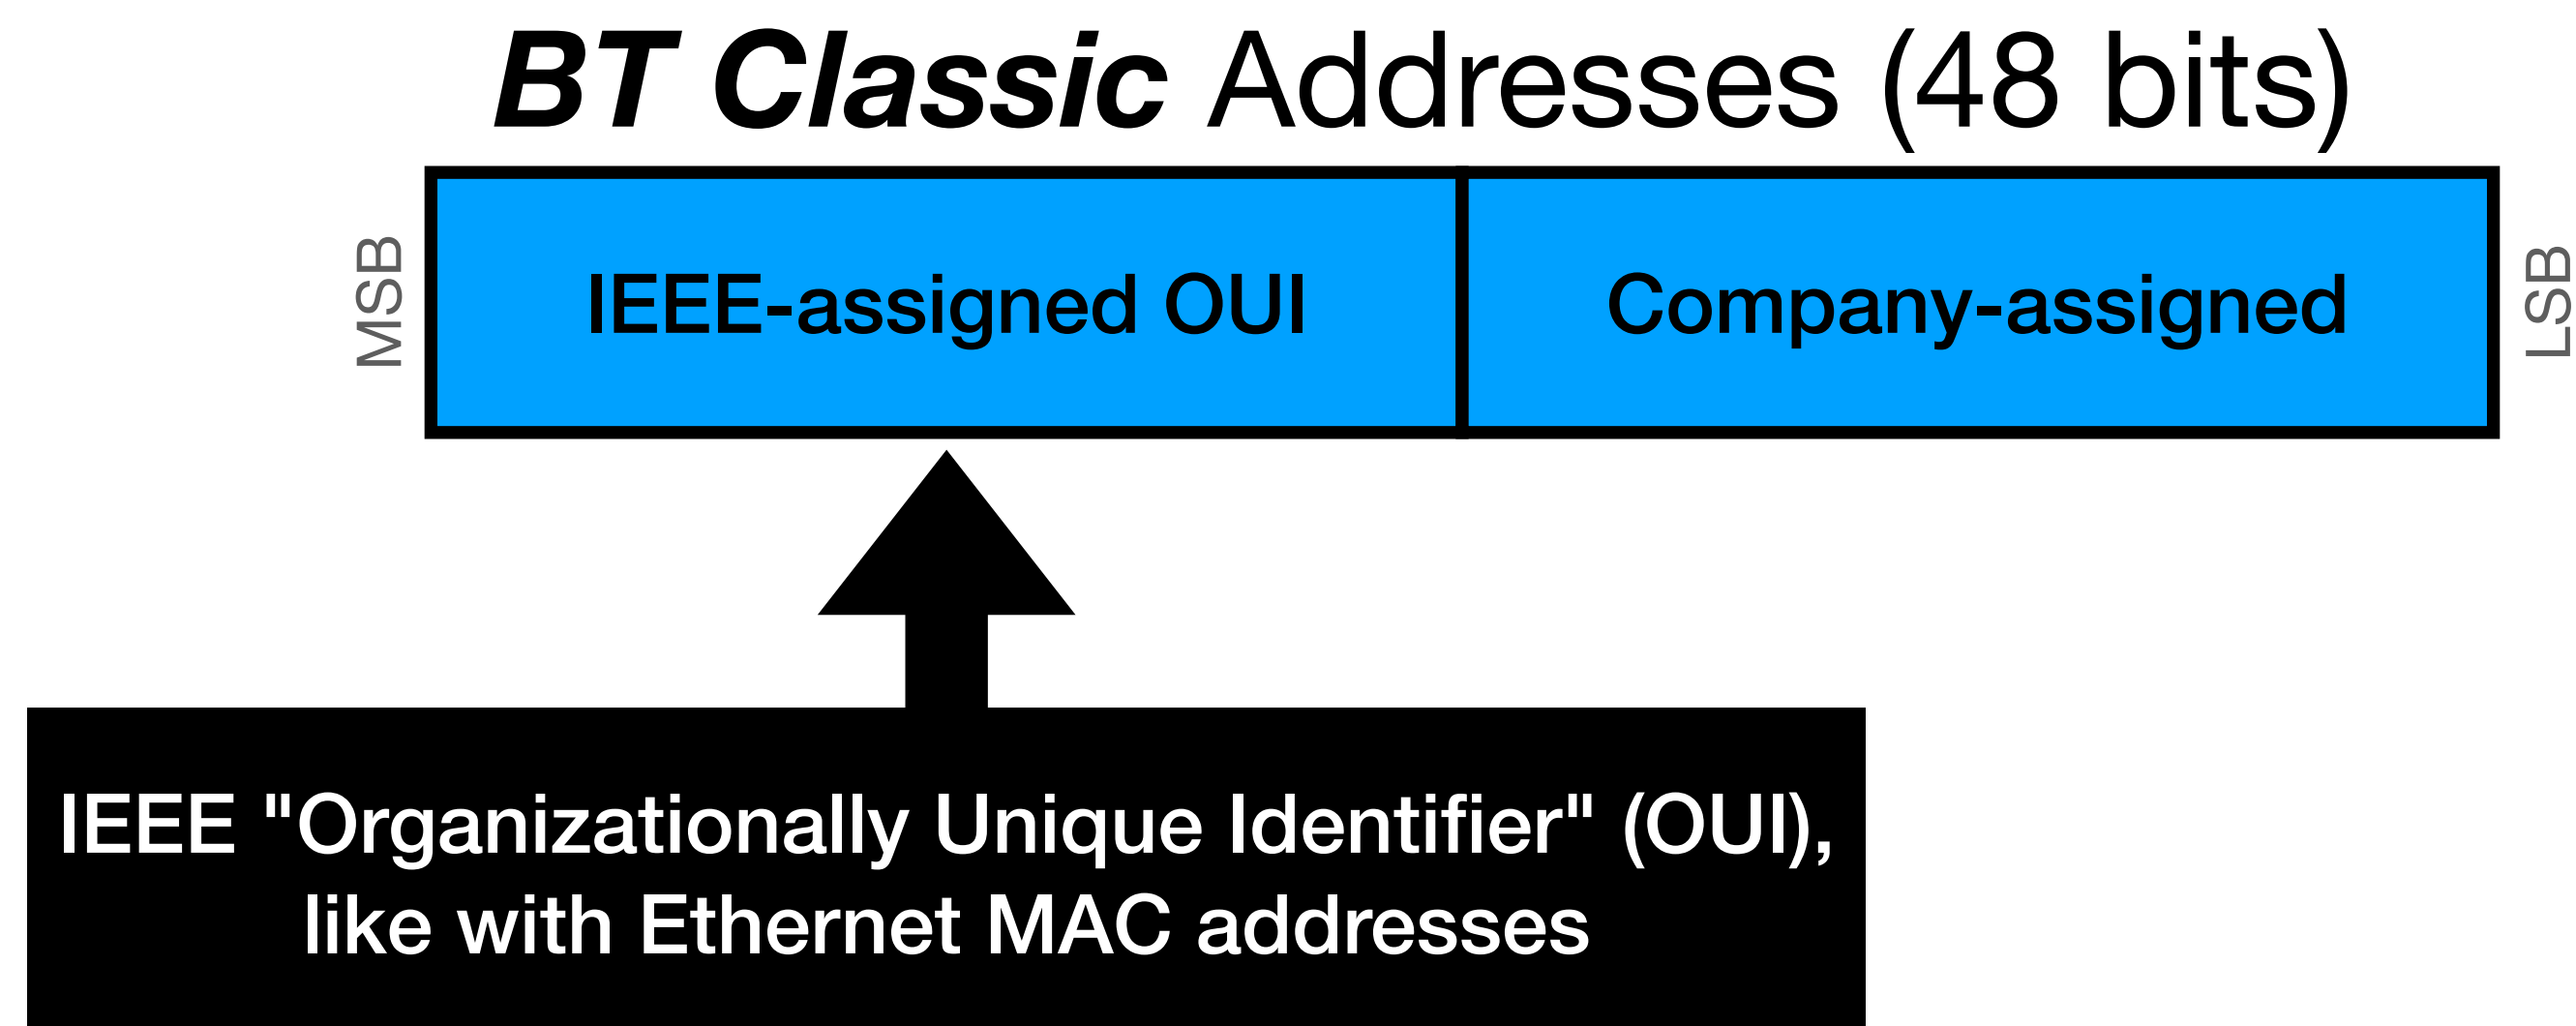 BT Classic Addresses (48 bits)
MSB
IEEE-assigned OUI
Company-assigned
LSB
IEEE "Organizationally Unique Identifier" (OUI),
like with Ethernet MAC addresses